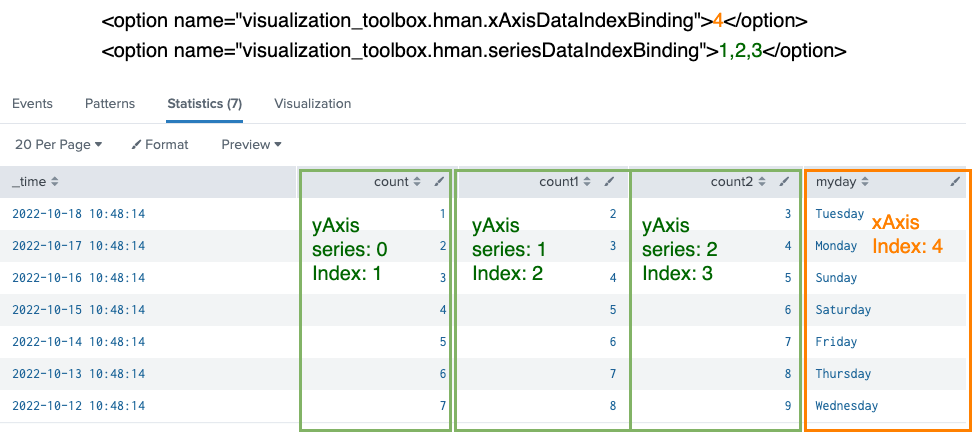 <option name="visualization_toolbox.hman.xAxisDataIndexBinding">4</option>
<option name="visualization_toolbox.hman.seriesDataIndexBinding">1,2,3</option>
Events Patterns Statistics (7) Visualization
20 Per Page Format Preview
_time count count1 count2 myday
2022-10-18 10:48:14 1 2 3 Tuesday
2022-10-17 10:48:14 2 3 4 Monday
2022-10-16 10:48:14 3 4 5 Sunday
2022-10-15 10:48:14 4 5 6 Saturday
2022-10-14 10:48:14 5 6 7 Friday
2022-10-13 10:48:14 6 7 8 Thursday
2022-10-12 10:48:14 7 8 9 Wednesday
yAxis
series: 0
Index: 1
yAxis
series: 1
Index: 2
yAxis
series: 2
Index: 3
xAxis
Index: 4